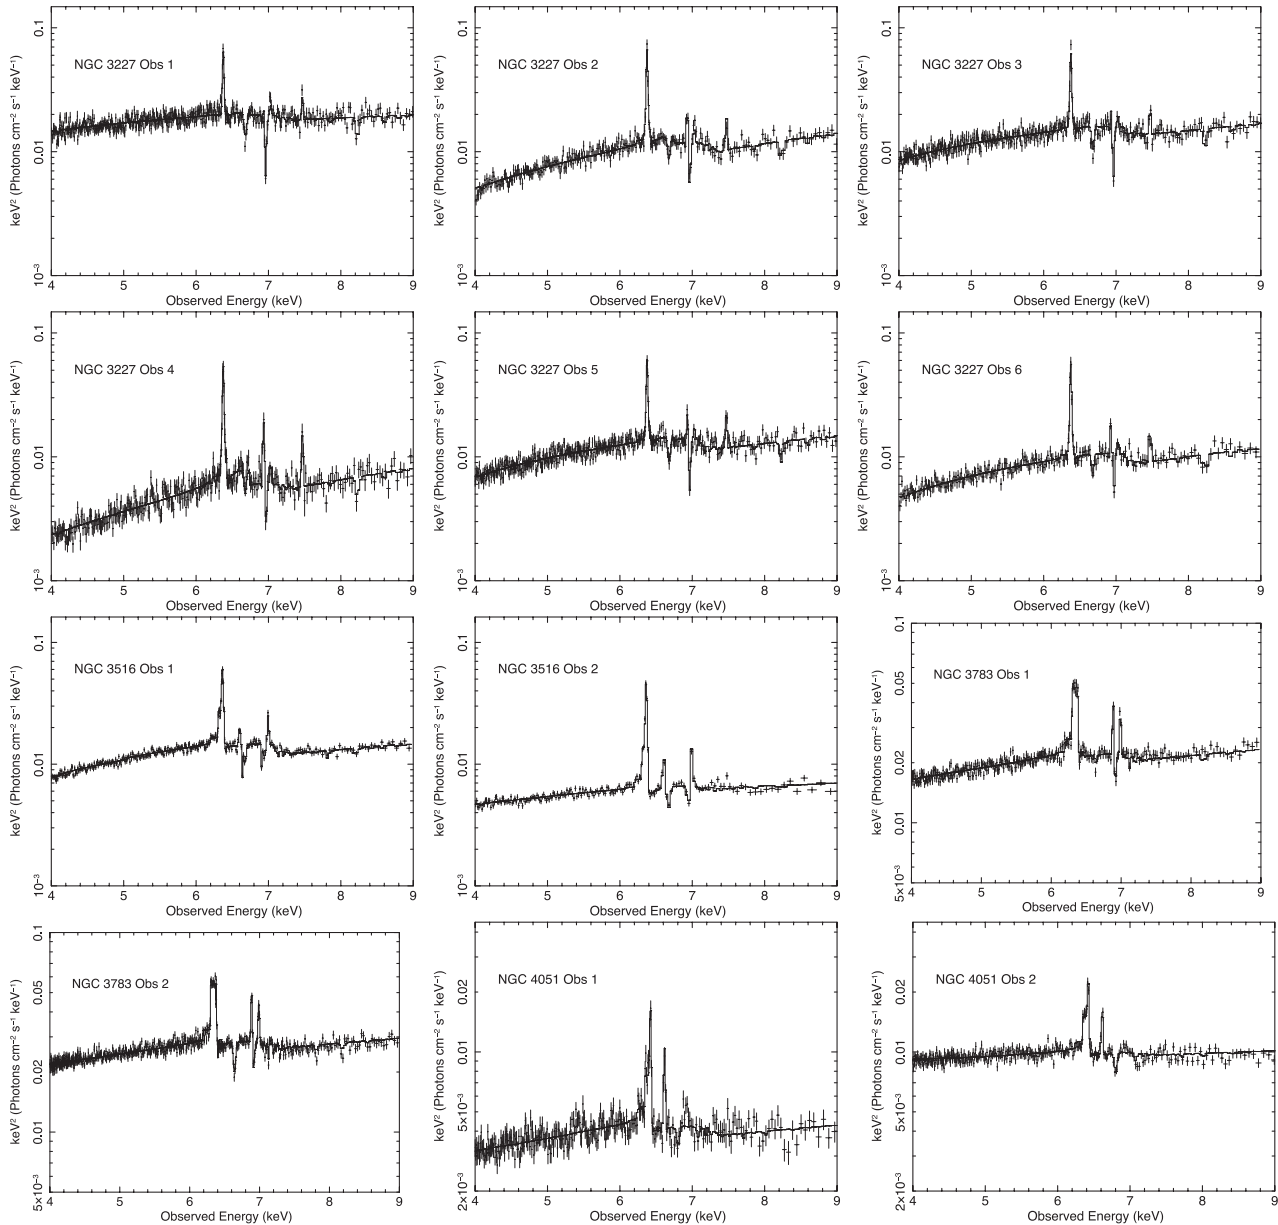 NGC 3227 Obs 1
keV² (Photons cm⁻² s⁻¹ keV⁻¹)
0.1
0.01
10⁻³
4 5 6 7 8 9
Observed Energy (keV)
NGC 3227 Obs 2
keV² (Photons cm⁻² s⁻¹ keV⁻¹)
0.1
0.01
10⁻³
4 5 6 7 8 9
Observed Energy (keV)
NGC 3227 Obs 3
keV² (Photons cm⁻² s⁻¹ keV⁻¹)
0.1
0.01
10⁻³
4 5 6 7 8 9
Observed Energy (keV)
NGC 3227 Obs 4
keV² (Photons cm⁻² s⁻¹ keV⁻¹)
0.1
0.01
10⁻³
4 5 6 7 8 9
Observed Energy (keV)
NGC 3227 Obs 5
keV² (Photons cm⁻² s⁻¹ keV⁻¹)
0.1
0.01
10⁻³
4 5 6 7 8 9
Observed Energy (keV)
NGC 3227 Obs 6
keV² (Photons cm⁻² s⁻¹ keV⁻¹)
0.1
0.01
10⁻³
4 5 6 7 8 9
Observed Energy (keV)
NGC 3516 Obs 1
keV² (Photons cm⁻² s⁻¹ keV⁻¹)
0.1
0.01
10⁻³
4 5 6 7 8 9
Observed Energy (keV)
NGC 3516 Obs 2
keV² (Photons cm⁻² s⁻¹ keV⁻¹)
0.1
0.01
10⁻³
4 5 6 7 8 9
Observed Energy (keV)
NGC 3783 Obs 1
keV² (Photons cm⁻² s⁻¹ keV⁻¹)
0.1
0.05
0.02
0.01
5×10⁻³
4 5 6 7 8 9
Observed Energy (keV)
NGC 3783 Obs 2
keV² (Photons cm⁻² s⁻¹ keV⁻¹)
0.1
0.05
0.02
0.01
5×10⁻³
4 5 6 7 8 9
Observed Energy (keV)
NGC 4051 Obs 1
keV² (Photons cm⁻² s⁻¹ keV⁻¹)
0.02
0.01
5×10⁻³
2×10⁻³
4 5 6 7 8 9
Observed Energy (keV)
NGC 4051 Obs 2
keV² (Photons cm⁻² s⁻¹ keV⁻¹)
0.02
0.01
5×10⁻³
2×10⁻³
4 5 6 7 8 9
Observed Energy (keV)